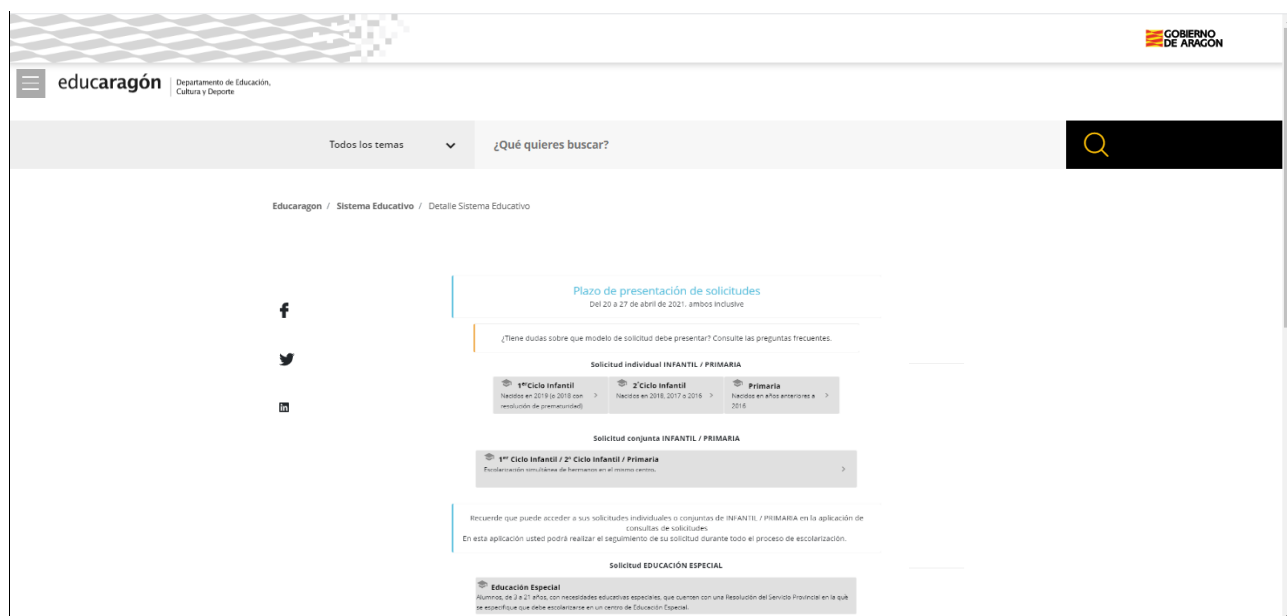 GOBIERNO
DE ARAGON
educaragón
Departamento de Educación,
Cultura y Deporte
Todos los temas
¿Qué quieres buscar?
Educaragon / Sistema Educativo / Detalle Sistema Educativo
Plazo de presentación de solicitudes
Del 20 a 27 de abril de 2021, ambos inclusive
¿Tiene dudas sobre que modelo de solicitud debe presentar? Consulte las preguntas frecuentes.
Solicitud individual INFANTIL / PRIMARIA
1erCiclo Infantil
Nacidos en 2019 (o 2018 con
resolución de prematuridad)
2ºCiclo Infantil
Nacidos en 2018, 2017 o 2016
Primaria
Nacidos en años anteriores a
2016
Solicitud conjunta INFANTIL / PRIMARIA
1er Ciclo Infantil / 2º Ciclo Infantil / Primaria
Escolarización simultánea de hermanos en el mismo centro.
Recuerde que puede acceder a sus solicitudes individuales o conjuntas de INFANTIL / PRIMARIA en la aplicación de
consultas de solicitudes
En esta aplicación usted podrá realizar el seguimiento de su solicitud durante todo el proceso de escolarización.
Solicitud EDUCACIÓN ESPECIAL
Educación Especial
Alumnos, de 3 a 21 años, con necesidades educativas especiales, que cuenten con una Resolución del Servicio Provincial en la què
se especifique que debe escolarizarse en un centro de Educación Especial.